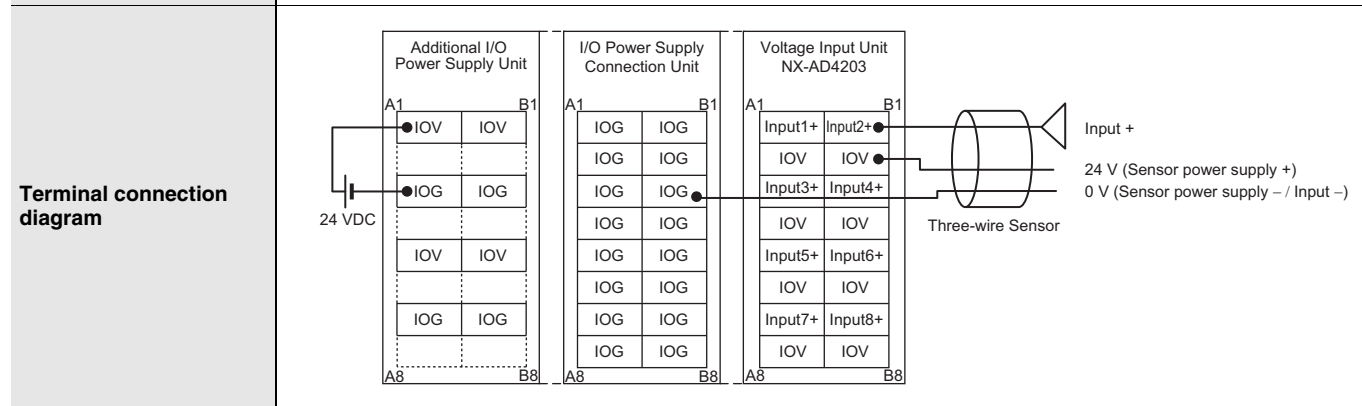 Terminal connection
diagram
Additional I/O
Power Supply Unit
I/O Power Supply
Connection Unit
Voltage Input Unit
NX-AD4203
A1 B1 A1 B1 A1 B1
IOV IOV IOG IOG Input1+ Input2+ Input +
IOG IOG IOV IOV 24 V (Sensor power supply +)
IOG IOG IOG IOG Input3+ Input4+ 0 V (Sensor power supply – / Input –)
24 VDC IOG IOG IOV IOV Three-wire Sensor
IOV IOV IOG IOG Input5+ Input6+
IOG IOG IOV IOV
IOG IOG IOG IOG Input7+ Input8+
IOG IOG IOV IOV
A8 B8 A8 B8 A8 B8